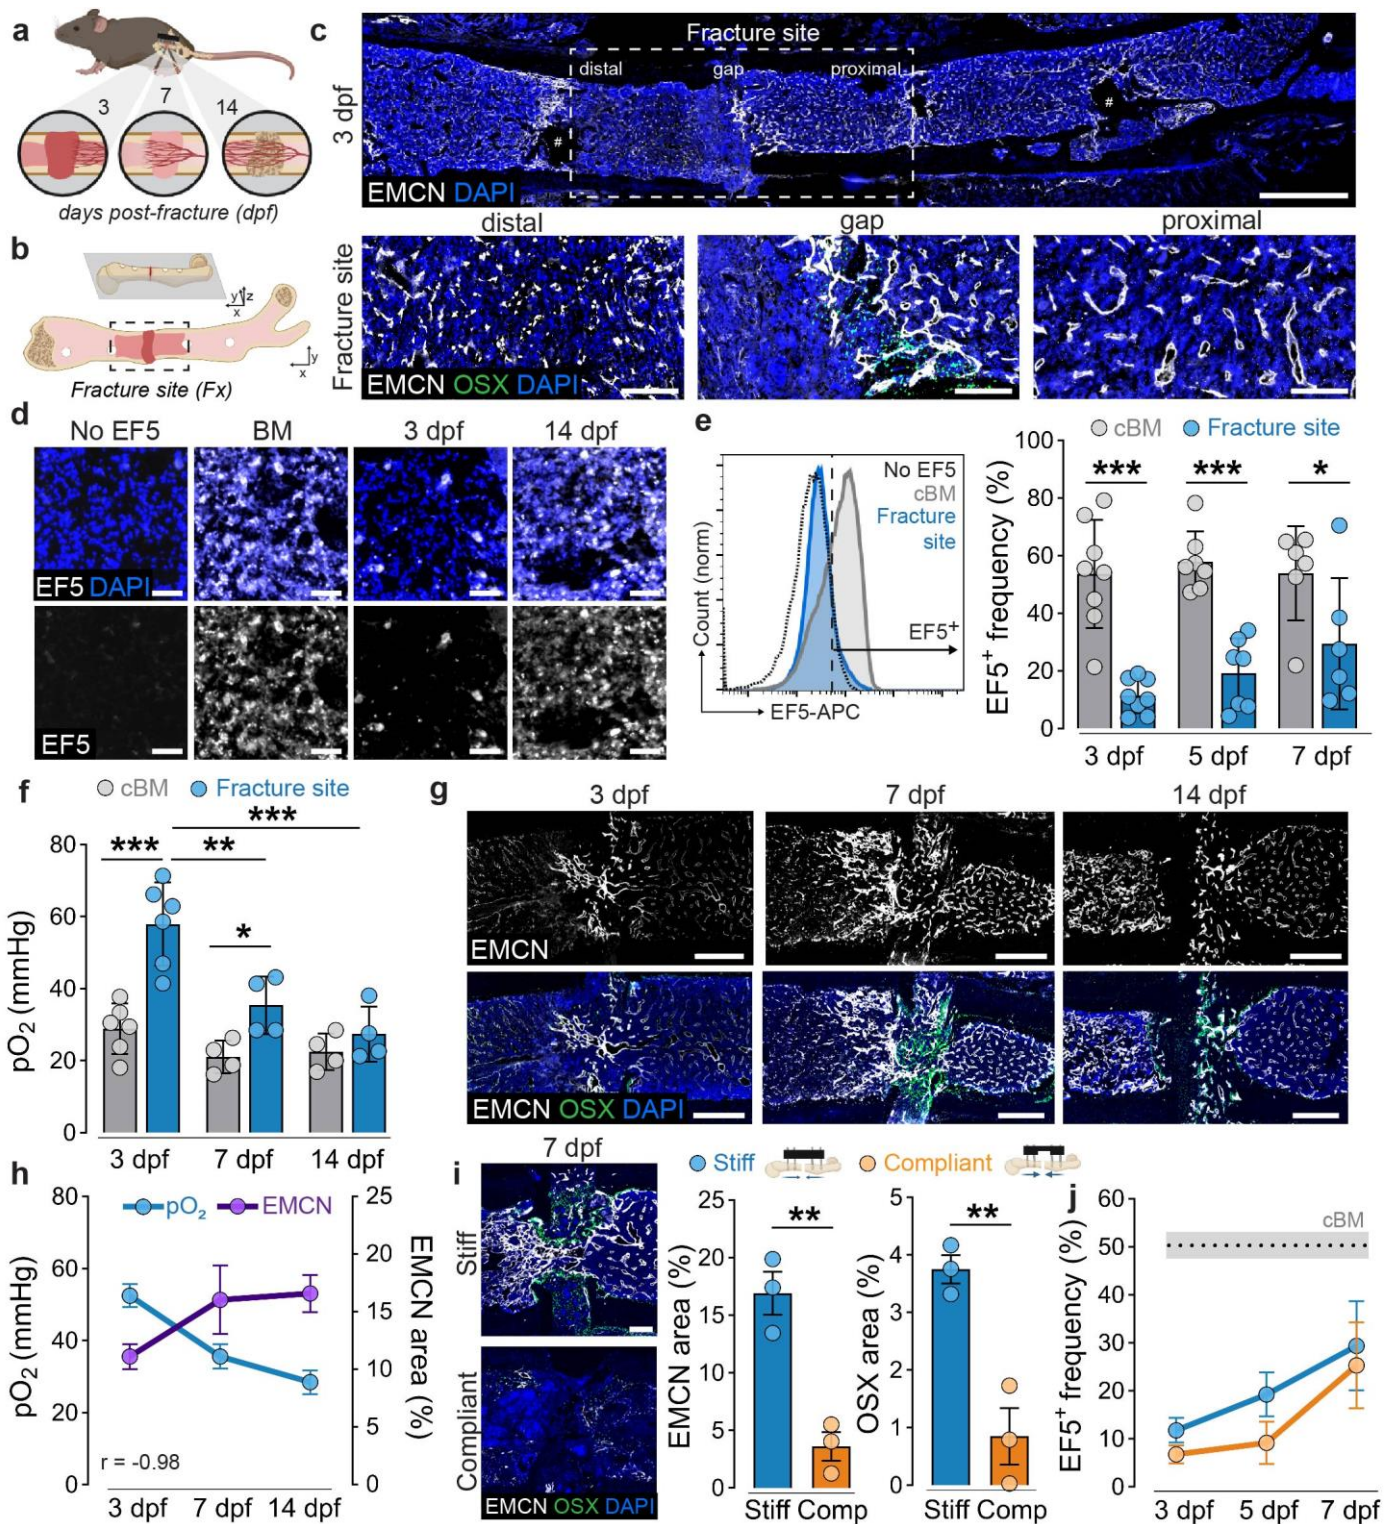 a
3
7
14
days post-fracture (dpf)
b
y
z
x
y
x
Fracture site (Fx)
c
3 dpf
Fracture site
distal
gap
proximal
#
#
EMCN DAPI
distal
gap
proximal
Fracture site
EMCN OSX DAPI
d
No EF5
BM
3 dpf
14 dpf
EF5 DAPI
EF5
e
Count (norm)
No EF5
cBM
Fracture
site
EF5+
EF5-APC
cBM
Fracture site
EF5+ frequency (%)
100
80
60
40
20
0
***
***
*
3 dpf
5 dpf
7 dpf
f
cBM
Fracture site
pO₂ (mmHg)
80
60
40
20
0
***
**
***
*
3 dpf
7 dpf
14 dpf
g
3 dpf
7 dpf
14 dpf
EMCN
EMCN OSX DAPI
h
pO₂
EMCN
pO₂ (mmHg)
80
60
40
20
0
25
20
15
10
5
0
EMCN area (%)
r = -0.98
3 dpf
7 dpf
14 dpf
i
7 dpf
Stiff
Compliant
EMCN OSX DAPI
Stiff
Compliant
EMCN area (%)
25
20
15
10
5
0
**
Stiff Comp
OSX area (%)
5
4
3
2
1
0
**
Stiff Comp
j
EF5+ frequency (%)
60
50
40
30
20
10
0
cBM
3 dpf
5 dpf
7 dpf